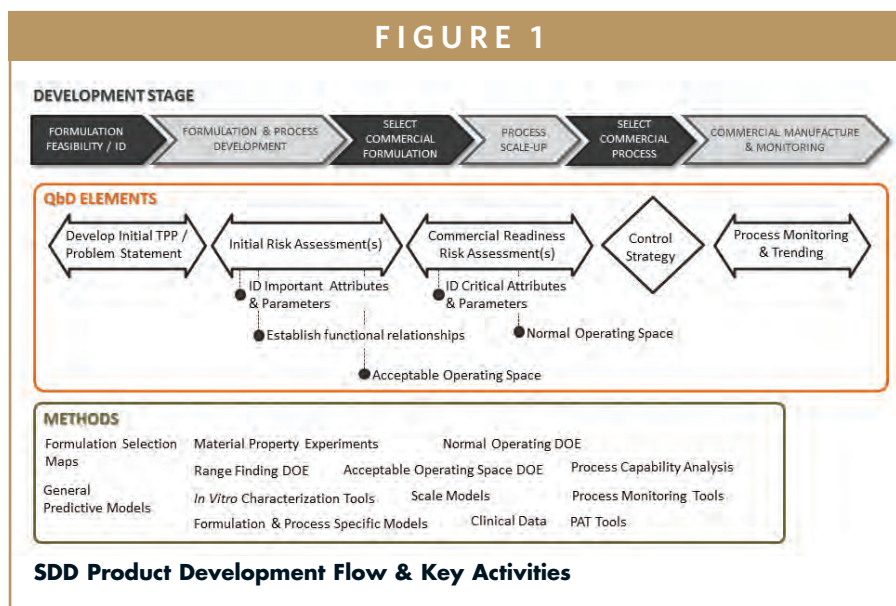 FIGURE 1
DEVELOPMENT STAGE
FORMULATION
FEASIBILITY / ID
FORMULATION & PROCESS
DEVELOPMENT
SELECT
COMMERCIAL
FORMULATION
PROCESS
SCALE-UP
SELECT
COMMERCIAL
PROCESS
COMMERCIAL MANUFACTURE
& MONITORING
QbD ELEMENTS
Develop Initial TPP /
Problem Statement
Initial Risk Assessment(s)
Commercial Readiness
Risk Assessment(s)
Control
Strategy
Process Monitoring
& Trending
ID Important Attributes
& Parameters
ID Critical Attributes
& Parameters
Establish functional relationships
Normal Operating Space
Acceptable Operating Space
METHODS
Formulation Selection
Maps
General
Predictive Models
Material Property Experiments
Normal Operating DOE
Range Finding DOE
Acceptable Operating Space DOE
Process Capability Analysis
In Vitro Characterization Tools
Scale Models
Process Monitoring Tools
Formulation & Process Specific Models
Clinical Data
PAT Tools
SDD Product Development Flow & Key Activities